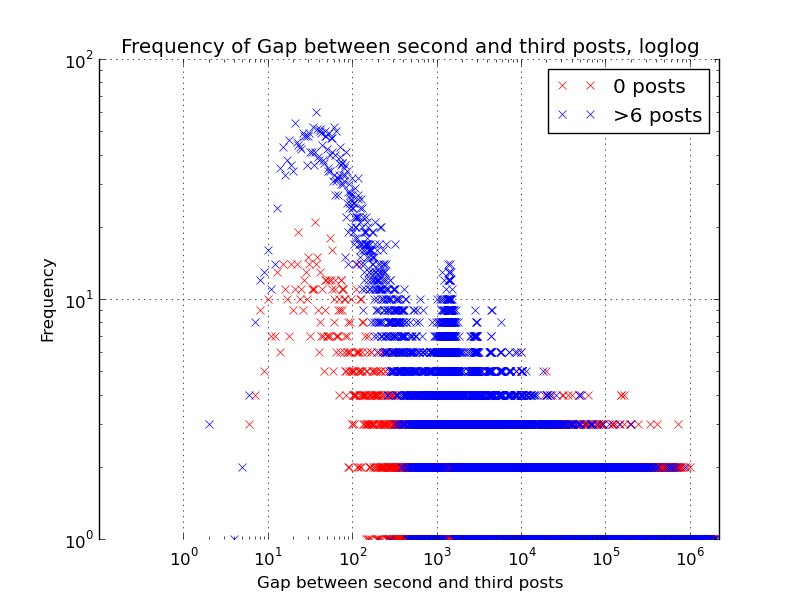 Frequency of Gap between second and third posts, loglog
10^2
0 posts
>6 posts
Frequency
10^1
10^0
10^0 10^1 10^2 10^3 10^4 10^5 10^6
Gap between second and third posts